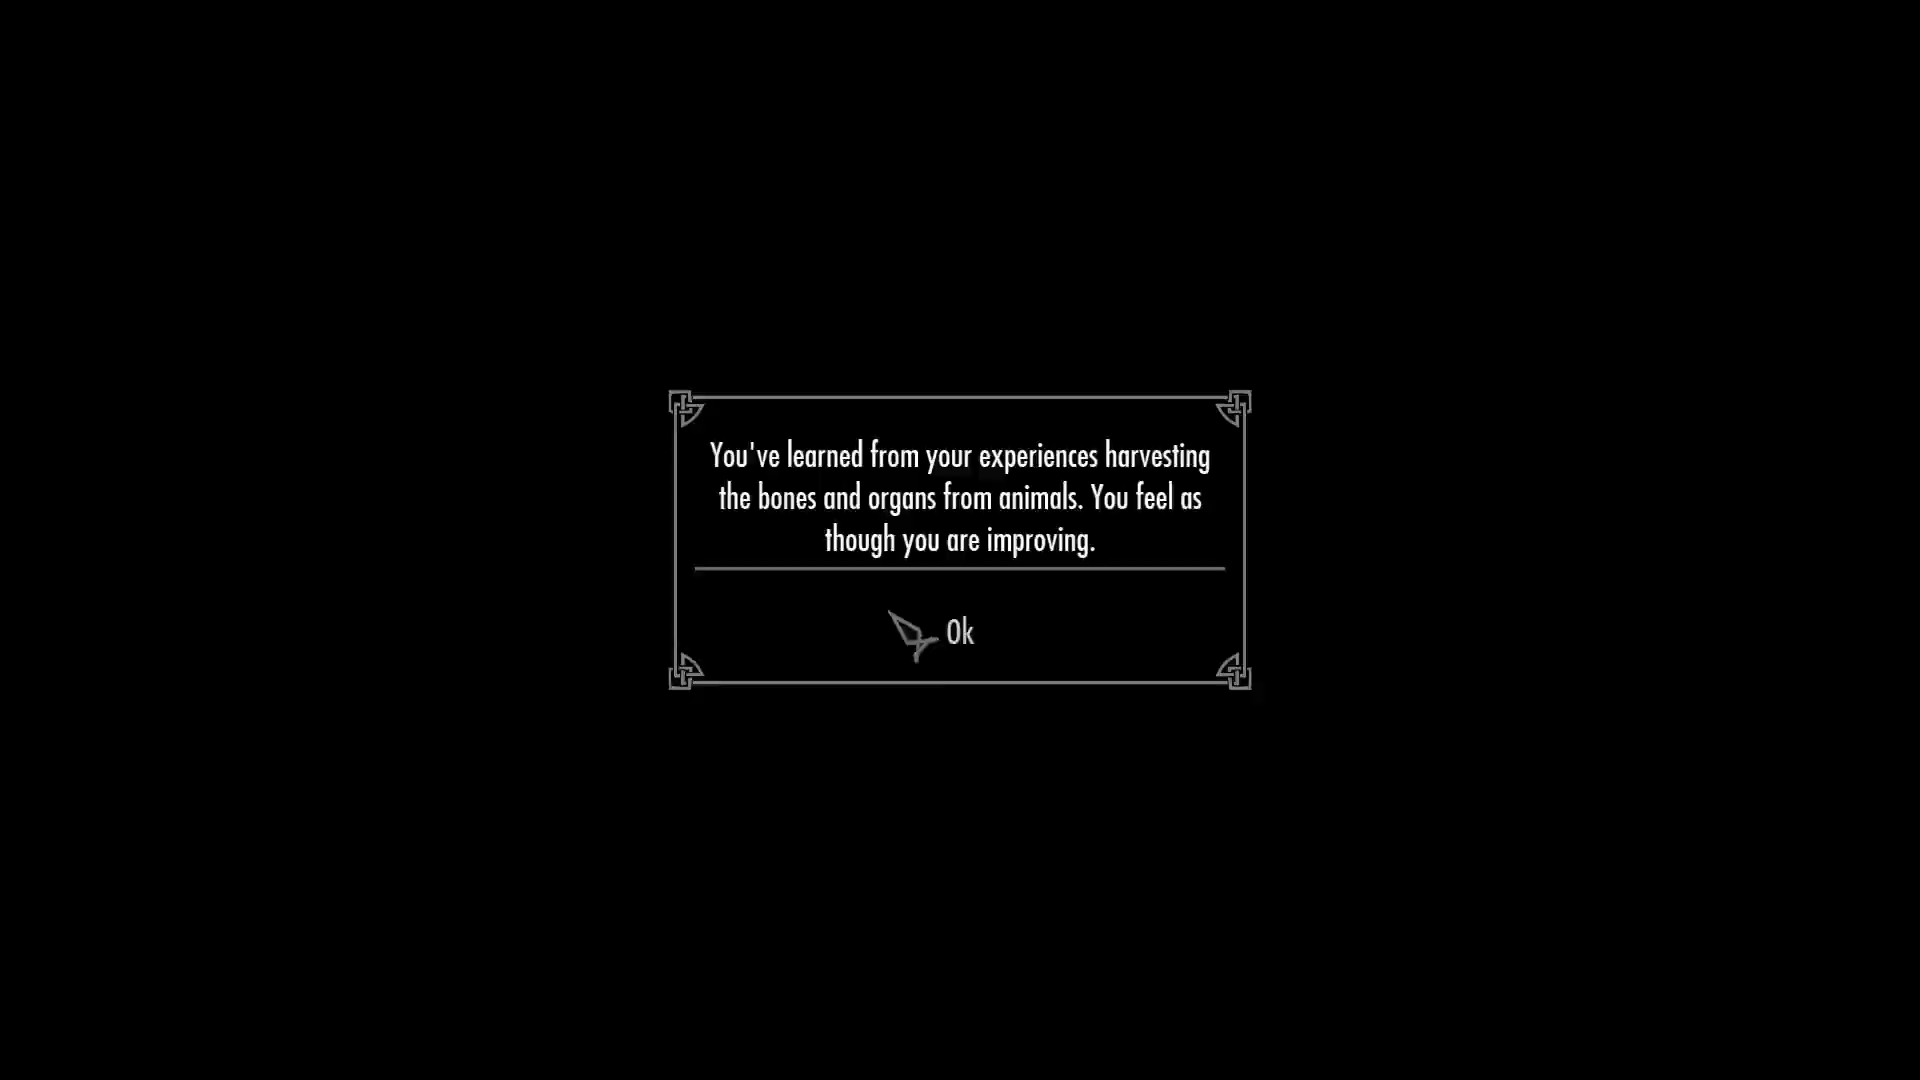 You've learned from your experiences harvesting
the bones and organs from animals. You feel as
though you are improving.
Ok